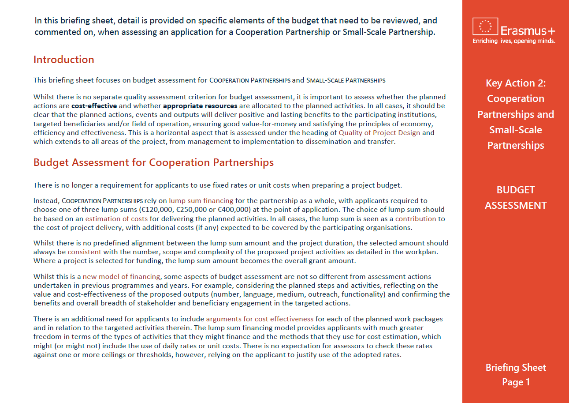 In this briefing sheet, detail is provided on specific elements of the budget that need to be reviewed, and
commented on, when assessing an application for a Cooperation Partnership or Small-Scale Partnership.
Introduction
This briefing sheet focuses on budget assessment for COOPERATION PARTNERSHIPS and SMALL-SCALE PARTNERSHIPS.
Whilst there is no separate quality assessment criterion for budget assessment, it is important to assess whether the planned
actions are cost-effective and whether appropriate resources are allocated to the planned activities. In all cases, it should be
clear that the planned actions, events and outputs will deliver positive and lasting benefits to the participating institutions,
targeted beneficiaries and/or field of operation, ensuring good value-for-money and satisfying the principles of economy,
efficiency and effectiveness. This is a horizontal aspect that is assessed under the heading of Quality of Project Design and
which extends to all areas of the project, from management to implementation to dissemination and transfer.
Budget Assessment for Cooperation Partnerships
There is no longer a requirement for applicants to use fixed rates or unit costs when preparing a project budget.
Instead, COOPERATION PARTNERSHIPS rely on lump sum financing for the partnership as a whole, with applicants required to
choose one of three lump sums (€120,000, €250,000 or €400,000) at the point of application. The choice of lump sum should
be based on an estimation of costs for delivering the planned activities. In all cases, the lump sum is seen as a contribution to
the cost of project delivery, with additional costs (if any) expected to be covered by the participating organisations.
Whilst there is no predefined alignment between the lump sum amount and the project duration, the selected amount should
always be consistent with the number, scope and complexity of the proposed project activities as detailed in the workplan.
Where a project is selected for funding, the lump sum amount becomes the overall grant amount.
Whilst this is a new model of financing, some aspects of budget assessment are not so different from assessment actions
undertaken in previous programmes and years. For example, considering the planned steps and activities, reflecting on the
value and cost-effectiveness of the proposed outputs (number, language, medium, outreach, functionality) and confirming the
benefits and overall breadth of stakeholder and beneficiary engagement in the targeted actions.
There is an additional need for applicants to include arguments for cost effectiveness for each of the planned work packages
and in relation to the targeted activities therein. The lump sum financing model provides applicants with much greater
freedom in terms of the types of activities that they might finance and the methods that they use for cost estimation, which
might (or might not) include the use of daily rates or unit costs. There is no expectation for assessors to check these rates
against one or more ceilings or thresholds, however, relying on the applicant to justify use of the adopted rates.
Erasmus+
Enriching lives, opening minds.
Key Action 2:
Cooperation
Partnerships and
Small-Scale
Partnerships
BUDGET
ASSESSMENT
Briefing Sheet
Page 1